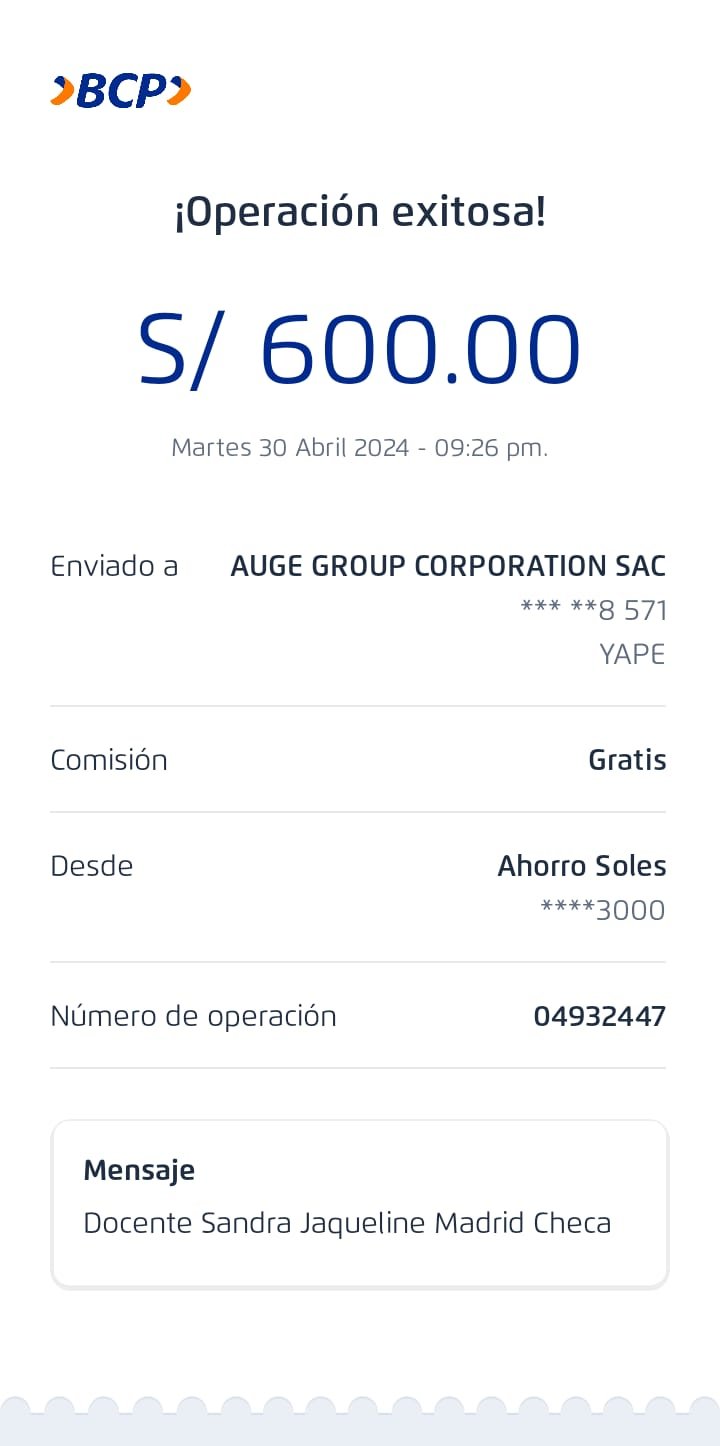 BCP
¡Operación exitosa!
S/ 600.00
Martes 30 Abril 2024 - 09:26 pm.
Enviado a AUGE GROUP CORPORATION SAC
*** **8 571
YAPE
Comisión Gratis
Desde Ahorro Soles
****3000
Número de operación 04932447
Mensaje
Docente Sandra Jaqueline Madrid Checa